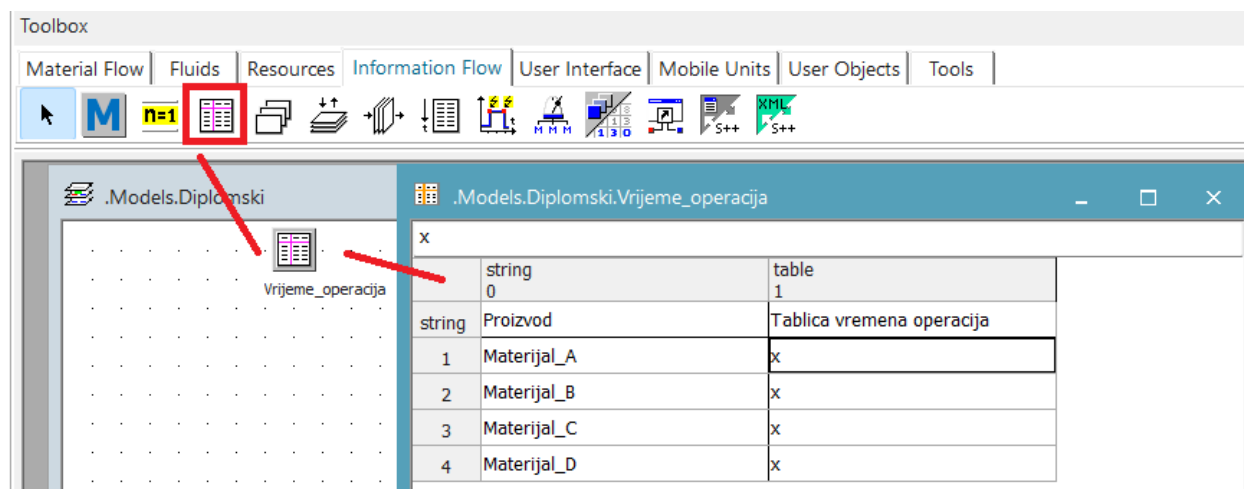 Toolbox
Material Flow Fluids Resources Information Flow User Interface Mobile Units User Objects Tools
M n=1 M M M 130 S++ XML S++
.Models.Diplomski
.Models.Diplomski.Vrijeme_operacija
x
Vrijeme_operacija
string table
0 1
string Proizvod Tablica vremena operacija
1 Materijal_A x
2 Materijal_B x
3 Materijal_C x
4 Materijal_D x